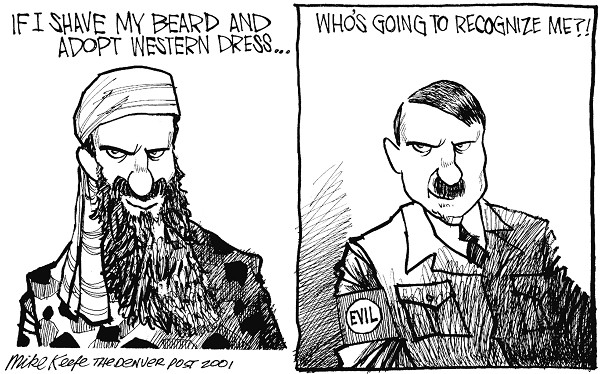 IF I SHAVE MY BEARD AND
ADOPT WESTERN DRESS...
WHO'S GOING TO RECOGNIZE ME?!
EVIL
Mike Keefe THE DENVER POST 2001